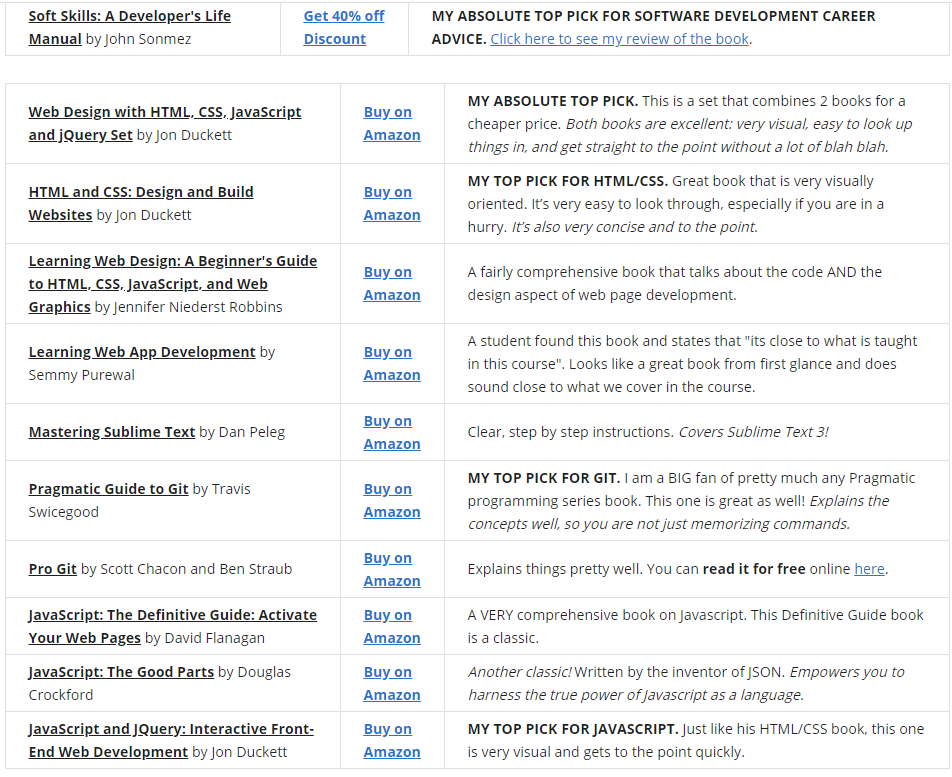 Soft Skills: A Developer's Life
Manual by John Sonmez
Get 40% off
Discount
MY ABSOLUTE TOP PICK FOR SOFTWARE DEVELOPMENT CAREER
ADVICE. Click here to see my review of the book.
Web Design with HTML, CSS, JavaScript
and jQuery Set by Jon Duckett
Buy on
Amazon
MY ABSOLUTE TOP PICK. This is a set that combines 2 books for a
cheaper price. Both books are excellent: very visual, easy to look up
things in, and get straight to the point without a lot of blah blah.
HTML and CSS: Design and Build
Websites by Jon Duckett
Buy on
Amazon
MY TOP PICK FOR HTML/CSS. Great book that is very visually
oriented. It’s very easy to look through, especially if you are in a
hurry. It’s also very concise and to the point.
Learning Web Design: A Beginner's Guide
to HTML, CSS, JavaScript, and Web
Graphics by Jennifer Niederst Robbins
Buy on
Amazon
A fairly comprehensive book that talks about the code AND the
design aspect of web page development.
Learning Web App Development by
Semmy Purewal
Buy on
Amazon
A student found this book and states that "its close to what is taught
in this course". Looks like a great book from first glance and does
sound close to what we cover in the course.
Mastering Sublime Text by Dan Peleg
Buy on
Amazon
Clear, step by step instructions. Covers Sublime Text 3!
Pragmatic Guide to Git by Travis
Swicegood
Buy on
Amazon
MY TOP PICK FOR GIT. I am a BIG fan of pretty much any Pragmatic
programming series book. This one is great as well! Explains the
concepts well, so you are not just memorizing commands.
Pro Git by Scott Chacon and Ben Straub
Buy on
Amazon
Explains things pretty well. You can read it for free online here.
JavaScript: The Definitive Guide: Activate
Your Web Pages by David Flanagan
Buy on
Amazon
A VERY comprehensive book on Javascript. This Definitive Guide book
is a classic.
JavaScript: The Good Parts by Douglas
Crockford
Buy on
Amazon
Another classic! Written by the inventor of JSON. Empowers you to
harness the true power of Javascript as a language.
JavaScript and JQuery: Interactive Front-
End Web Development by Jon Duckett
Buy on
Amazon
MY TOP PICK FOR JAVASCRIPT. Just like his HTML/CSS book, this one
is very visual and gets to the point quickly.